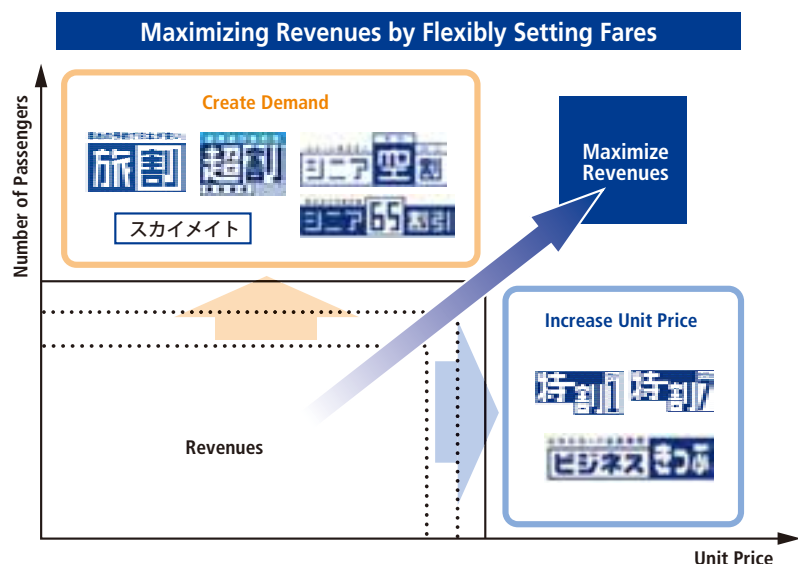 Maximizing Revenues by Flexibly Setting Fares
Number of Passengers
Create Demand
旅割
超割
シニア空割
スカイメイト
シニア65割引
Maximize
Revenues
Increase Unit Price
特割1
特割7
ビジネスきっぷ
Revenues
Unit Price